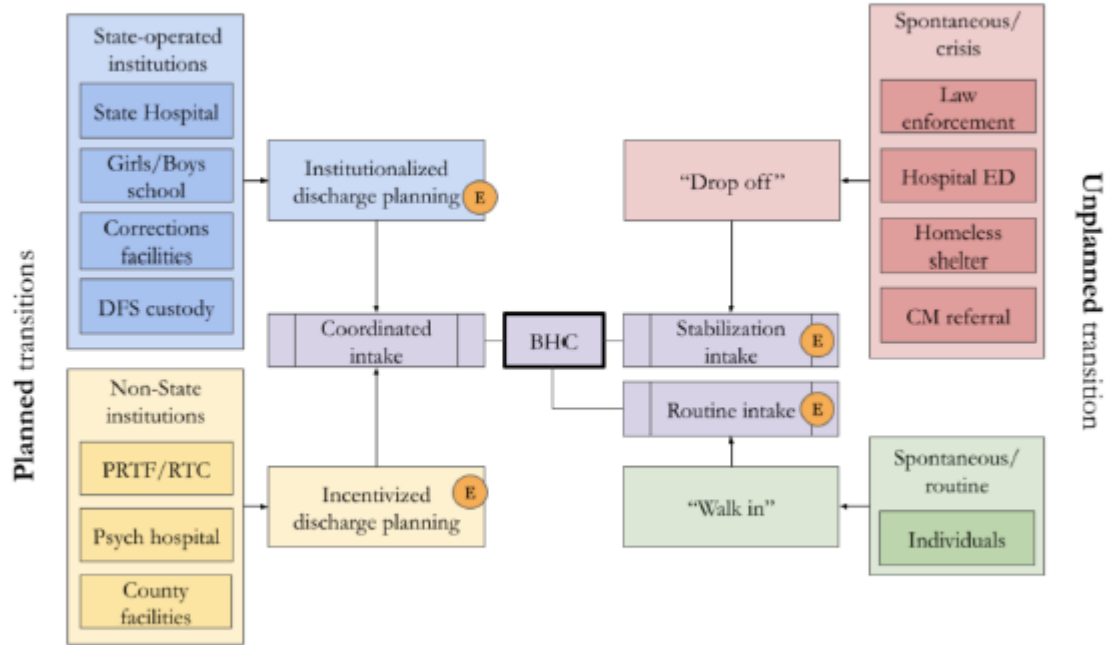 Planned transitions
State-operated
institutions
State Hospital
Girls/Boys
school
Corrections
facilities
DFS custody
Non-State
institutions
PRTF/RTC
Psych hospital
County
facilities
Institutionalized
discharge planning
E
Coordinated
intake
Incentivized
discharge planning
E
BHC
"Drop off"
Stabilization
intake
E
Routine intake
E
"Walk in"
Spontaneous/
crisis
Law
enforcement
Hospital ED
Homeless
shelter
CM referral
Spontaneous/
routine
Individuals
Unplanned transition